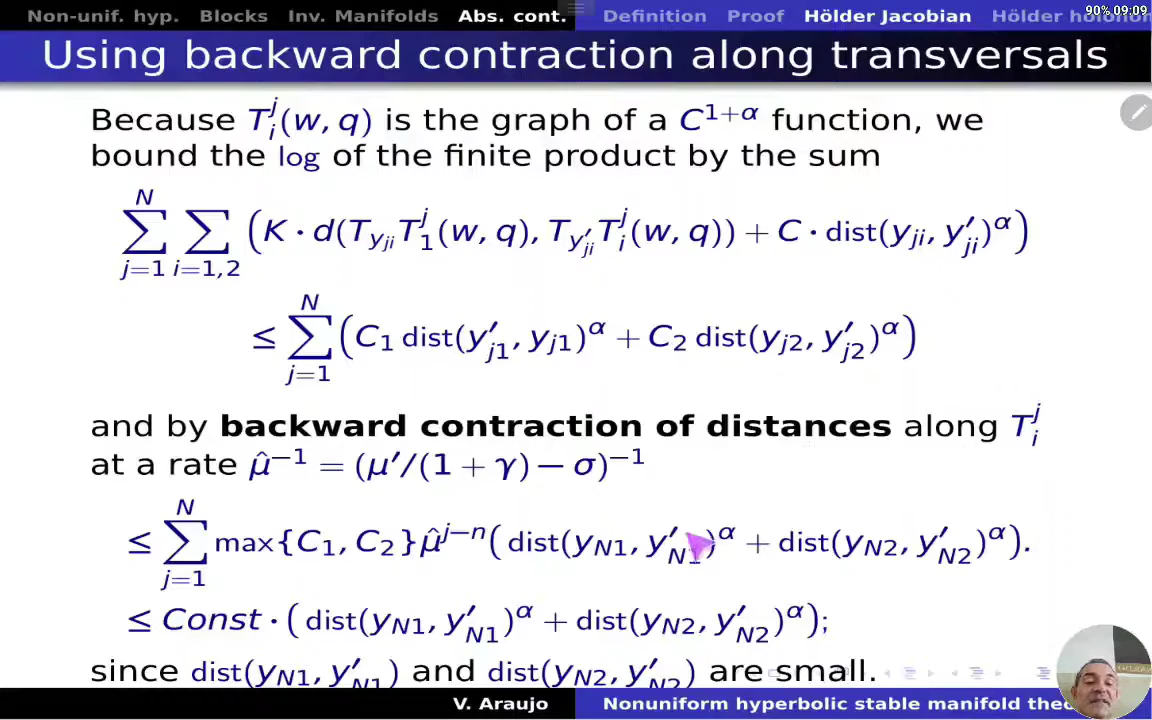 Non-unif. hyp. Blocks Inv. Manifolds Abs. cont. Definition Proof Hölder Jacobian Hölder holonom
90% 09:09
Using backward contraction along transversals
Because T_i^j(w, q) is the graph of a C^{1+α} function, we
bound the log of the finite product by the sum
∑_{j=1}^{N} ∑_{i=1,2} (K · d(T_{y_{ji}} T_1^j(w, q), T_{y'_{ji}} T_i^j(w, q)) + C · dist(y_{ji}, y'_{ji})^α)
≤ ∑_{j=1}^{N} (C_1 dist(y'_{j1}, y_{j1})^α + C_2 dist(y_{j2}, y'_{j2})^α)
and by backward contraction of distances along T_i^j
at a rate μ̂^{-1} = (μ'/(1 + γ) − σ)^{-1}
≤ ∑_{j=1}^{N} max{C_1, C_2}μ̂^{j−n}(dist(y_{N1}, y'_{N1})^α + dist(y_{N2}, y'_{N2})^α).
≤ Const · (dist(y_{N1}, y'_{N1})^α + dist(y_{N2}, y'_{N2})^α);
since dist(y_{N1}, y'_{N1}) and dist(y_{N2}, y'_{N2}) are small.
V. Araujo Nonuniform hyperbolic stable manifold